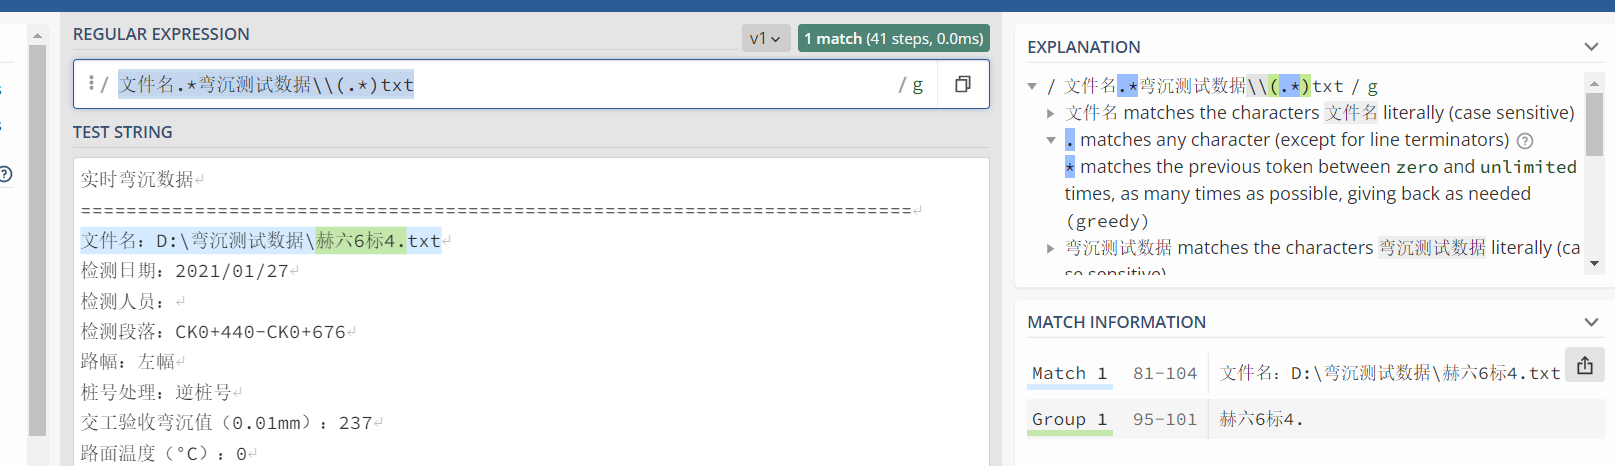 REGULAR EXPRESSION
v1
1 match (41 steps, 0.0ms)
/ 文件名.*弯沉测试数据\\(.*)txt / g
TEST STRING
实时弯沉数据↵
==========================================================================↵
文件名：D:\弯沉测试数据\赫六6标4.txt↵
检测日期：2021/01/27↵
检测人员：↵
检测段落：CK0+440-CK0+676↵
路幅：左幅↵
桩号处理：逆桩号↵
交工验收弯沉值（0.01mm）：237↵
路面温度（°C）：0↵
EXPLANATION
/ 文件名.*弯沉测试数据\\(.*)txt / g
文件名 matches the characters 文件名 literally (case sensitive)
. matches any character (except for line terminators)
* matches the previous token between zero and unlimited
times, as many times as possible, giving back as needed
(greedy)
弯沉测试数据 matches the characters 弯沉测试数据 literally (ca
se sensitive)
MATCH INFORMATION
Match 1 81-104 文件名：D:\弯沉测试数据\赫六6标4.txt
Group 1 95-101 赫六6标4.